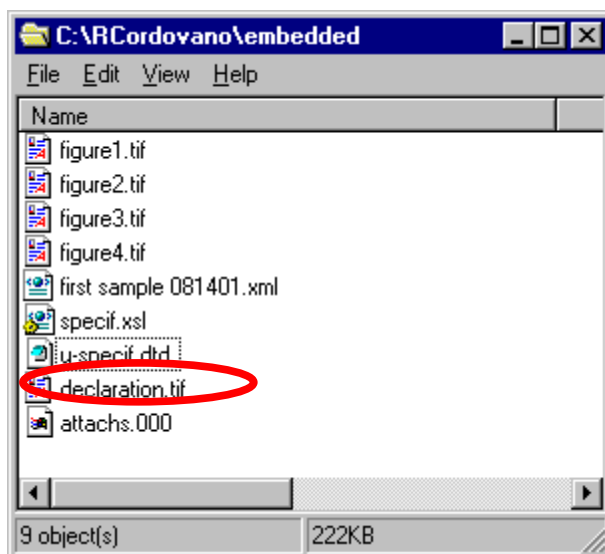 C:\RCordovano\embedded
File Edit View Help
Name
figure1.tif
figure2.tif
figure3.tif
figure4.tif
first sample 081401.xml
specif.xsl
u-specif.dtd
declaration.tif
attachs.000
9 object(s) 222KB